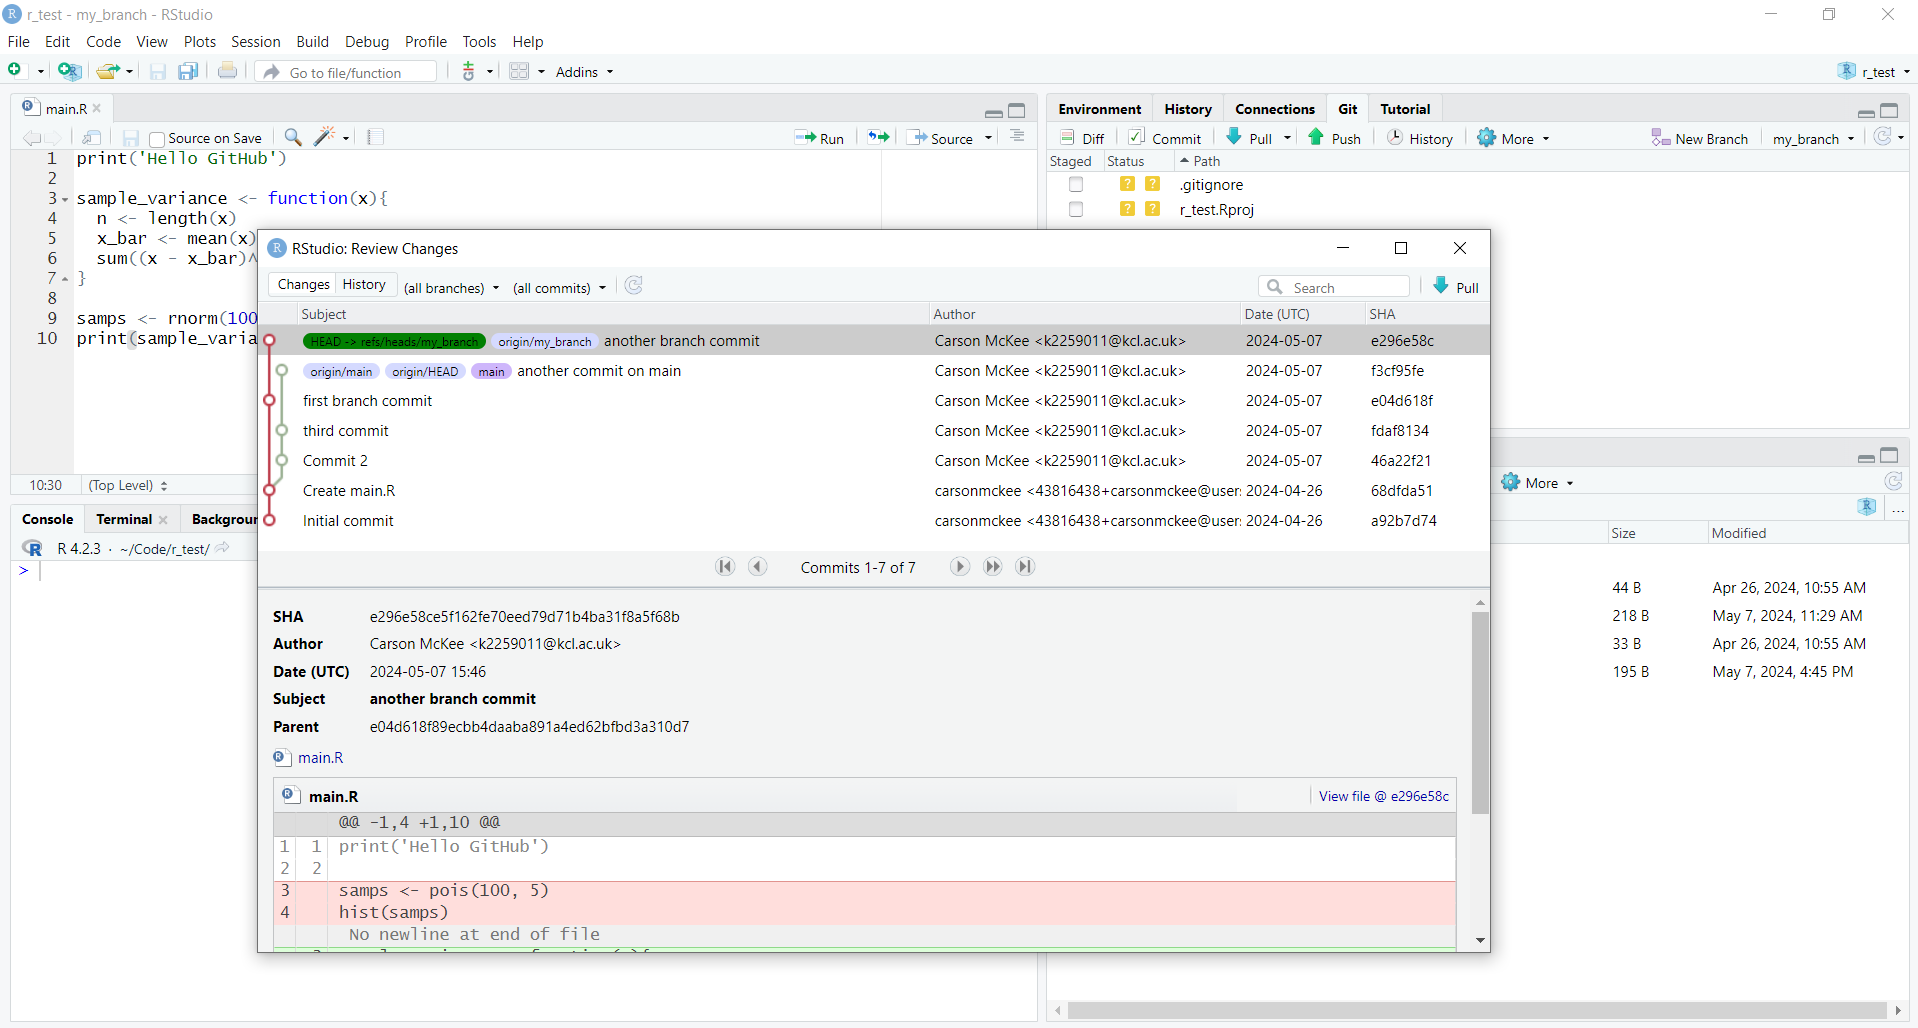 r_test - my_branch - RStudio
File Edit Code View Plots Session Build Debug Profile Tools Help
Go to file/function Addins r_test
main.R
Source on Save Run Source
1 print('Hello GitHub')
2
3 sample_variance <- function(x){
4 n <- length(x)
5 x_bar <- mean(x)
6 sum((x - x_bar)^
7 }
8
9 samps <- rnorm(100
10 print(sample_varia
10:30 (Top Level)
Console Terminal Backgroun
R 4.2.3 · ~/Code/r_test/
>
Environment History Connections Git Tutorial
Diff Commit Pull Push History More New Branch my_branch
Staged Status Path
? ? .gitignore
? ? r_test.Rproj
RStudio: Review Changes
Changes History (all branches) (all commits) Search Pull
Subject Author Date (UTC) SHA
HEAD -> refs/heads/my_branch origin/my_branch another branch commit Carson McKee <k2259011@kcl.ac.uk> 2024-05-07 e296e58c
origin/main origin/HEAD main another commit on main Carson McKee <k2259011@kcl.ac.uk> 2024-05-07 f3cf95fe
first branch commit Carson McKee <k2259011@kcl.ac.uk> 2024-05-07 e04d618f
third commit Carson McKee <k2259011@kcl.ac.uk> 2024-05-07 fdaf8134
Commit 2 Carson McKee <k2259011@kcl.ac.uk> 2024-05-07 46a22f21
Create main.R carsonmckee <43816438+carsonmckee@user: 2024-04-26 68dfda51
Initial commit carsonmckee <43816438+carsonmckee@user: 2024-04-26 a92b7d74
Commits 1-7 of 7
SHA e296e58ce5f162fe70eed79d71b4ba31f8a5f68b
Author Carson McKee <k2259011@kcl.ac.uk>
Date (UTC) 2024-05-07 15:46
Subject another branch commit
Parent e04d618f89ecbb4daaba891a4ed62bfbd3a310d7
main.R
main.R View file @ e296e58c
@@ -1,4 +1,10 @@
1 1 print('Hello GitHub')
2 2
3 samps <- pois(100, 5)
4 hist(samps)
No newline at end of file
More
...
Size Modified
44 B Apr 26, 2024, 10:55 AM
218 B May 7, 2024, 11:29 AM
33 B Apr 26, 2024, 10:55 AM
195 B May 7, 2024, 4:45 PM